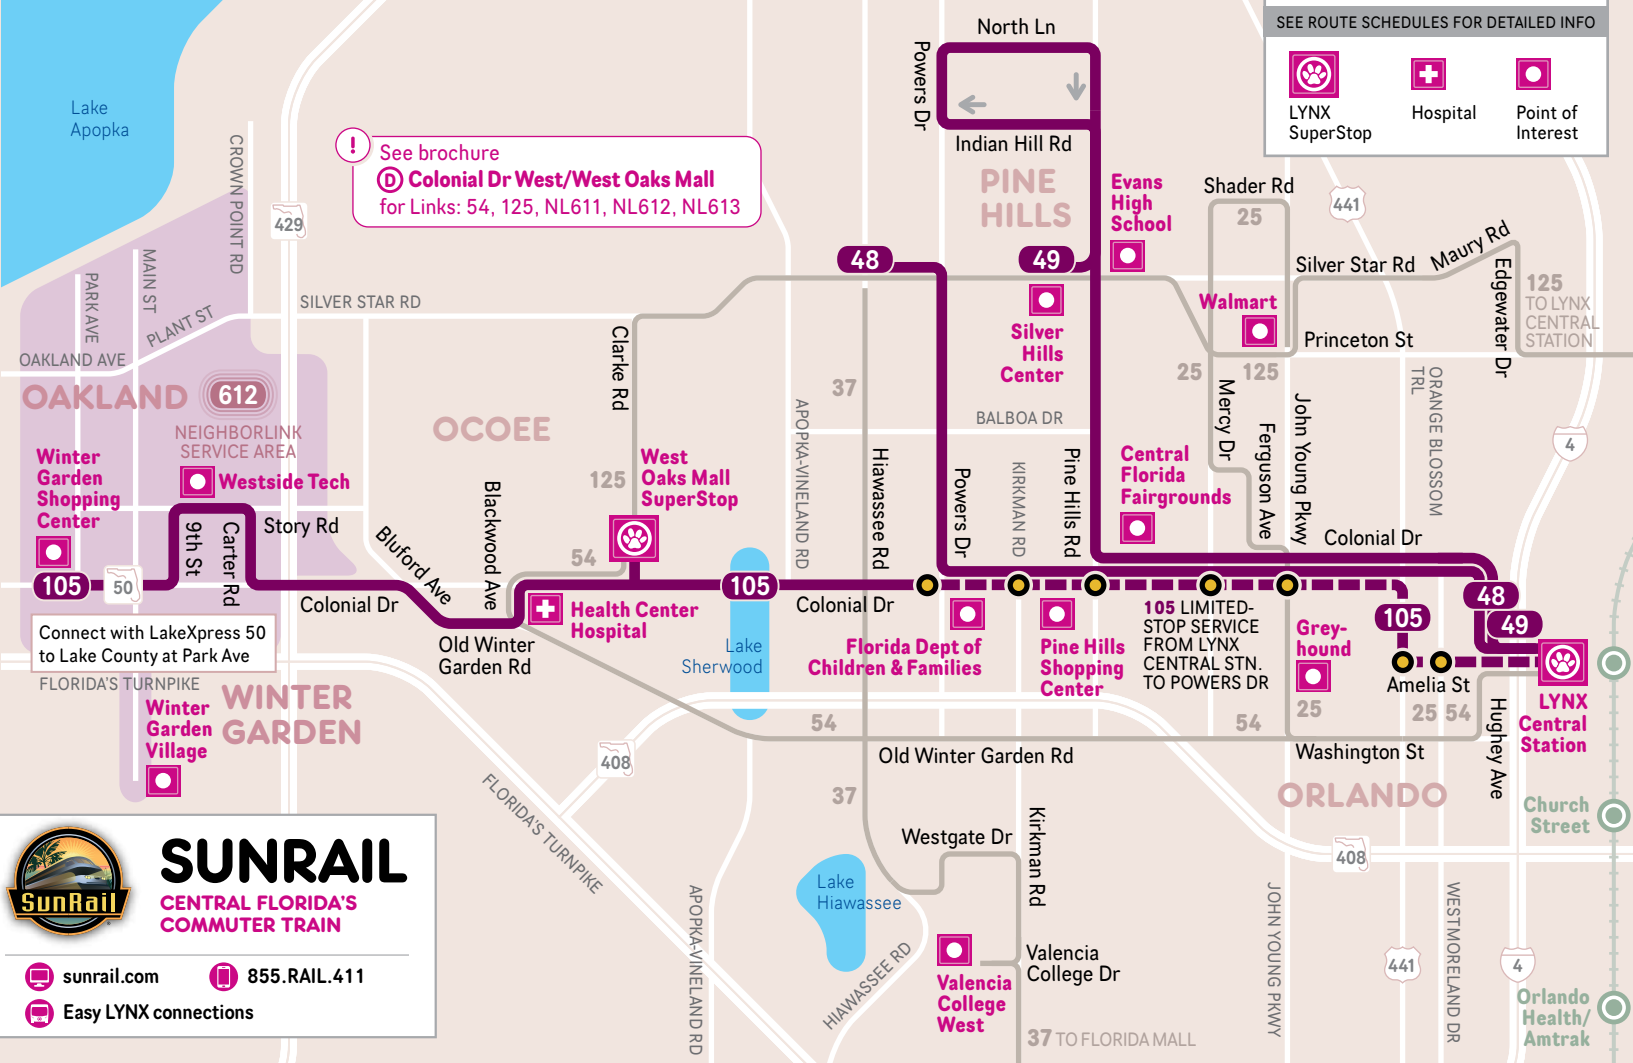 North Ln
Powers Dr
Indian Hill Rd
SEE ROUTE SCHEDULES FOR DETAILED INFO
LYNX
SuperStop
Hospital
Point of
Interest
Lake
Apopka
CROWN POINT RD
429
!
See brochure
D Colonial Dr West/West Oaks Mall
for Links: 54, 125, NL611, NL612, NL613
PINE
HILLS
Evans
High
School
Shader Rd
25
441
48
49
Silver Star Rd
Maury Rd
Edgewater Dr
125
TO LYNX
CENTRAL
STATION
PARK AVE
MAIN ST
PLANT ST
SILVER STAR RD
OAKLAND AVE
Clarke Rd
Silver
Hills
Center
Walmart
Princeton St
OAKLAND
612
NEIGHBORLINK
SERVICE AREA
OCOEE
37
25
125
Mercy Dr
Ferguson Ave
John Young Pkwy
ORANGE BLOSSOM
TRL
BALBOA DR
APOPKA-VINELAND RD
4
Winter
Garden
Shopping
Center
Westside Tech
9th St
Carter Rd
Story Rd
Bluford Ave
Blackwood Ave
125
West
Oaks Mall
SuperStop
54
Hiawassee Rd
Powers Dr
KIRKMAN RD
Pine Hills Rd
Central
Florida
Fairgrounds
Colonial Dr
105
50
Colonial Dr
105
Colonial Dr
Connect with LakeXpress 50
to Lake County at Park Ave
Old Winter
Garden Rd
Health Center
Hospital
Lake
Sherwood
Florida Dept of
Children & Families
Pine Hills
Shopping
Center
105 LIMITED-
STOP SERVICE
FROM LYNX
CENTRAL STN.
TO POWERS DR
Grey-
hound
105
48
49
Amelia St
FLORIDA'S TURNPIKE
WINTER
GARDEN
Winter
Garden
Village
54
54
25
25 54
Hughey Ave
LYNX
Central
Station
408
Old Winter Garden Rd
Washington St
FLORIDA'S TURNPIKE
37
ORLANDO
Church
Street
Westgate Dr
Kirkman Rd
408
SunRail
SUNRAIL
CENTRAL FLORIDA'S
COMMUTER TRAIN
sunrail.com
855.RAIL.411
Easy LYNX connections
APOPKA-VINELAND RD
Lake
Hiawassee
HIAWASSEE RD
Valencia
College
West
Valencia
College Dr
37 TO FLORIDA MALL
JOHN YOUNG PKWY
441
WESTMORELAND DR
4
Orlando
Health/
Amtrak